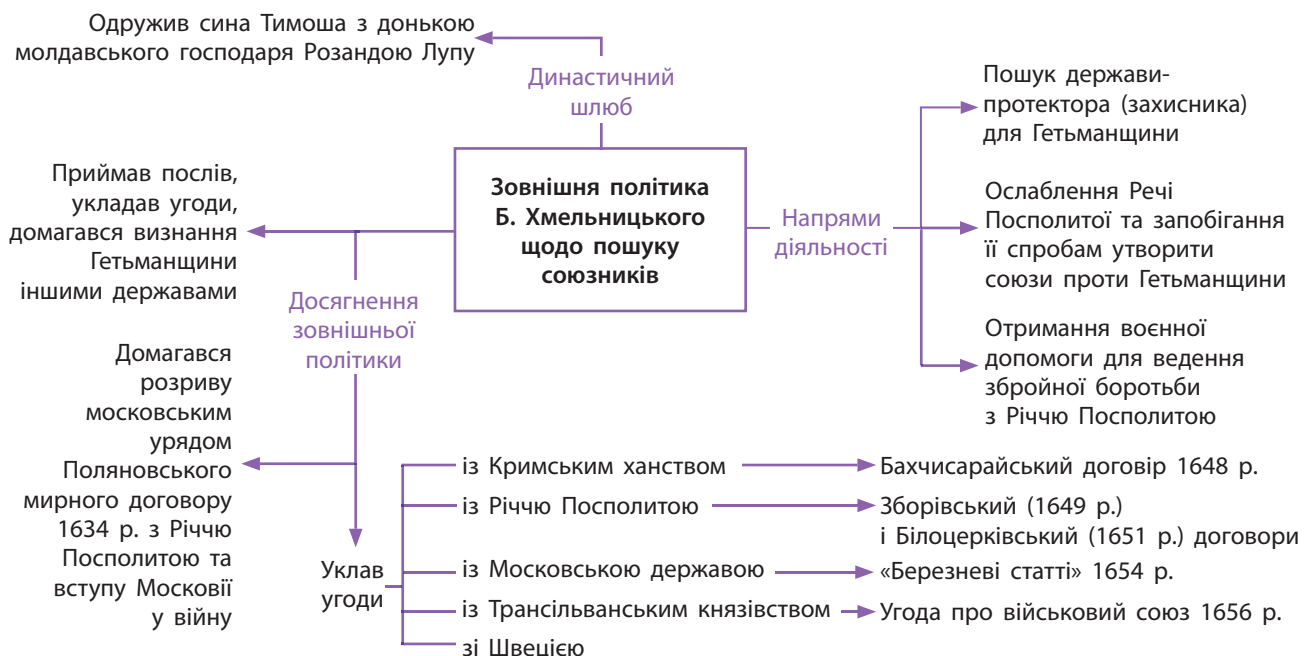 Одружив сина Тимоша з донькою
молдавського господаря Розандою Лупу
Династичний
шлюб
Зовнішня політика
Б. Хмельницького
щодо пошуку
союзників
Напрями
діяльності
Пошук держави-
протектора (захисника)
для Гетьманщини
Ослаблення Речі
Посполитої та запобігання
її спробам утворити
союзи проти Гетьманщини
Отримання воєнної
допомоги для ведення
збройної боротьби
з Річчю Посполитою
Приймав послів,
укладав угоди,
домагався визнання
Гетьманщини
іншими державами
Досягнення
зовнішньої
політики
Домагався
розриву
московським
урядом
Поляновського
мирного договору
1634 р. з Річчю
Посполитою та
вступу Московії
у війну
Уклав
угоди
із Кримським ханством
Бахчисарайський договір 1648 р.
із Річчю Посполитою
Зборівський (1649 р.)
і Білоцерківський (1651 р.) договори
із Московською державою
«Березневі статті» 1654 р.
із Трансільванським князівством
Угода про військовий союз 1656 р.
зі Швецією